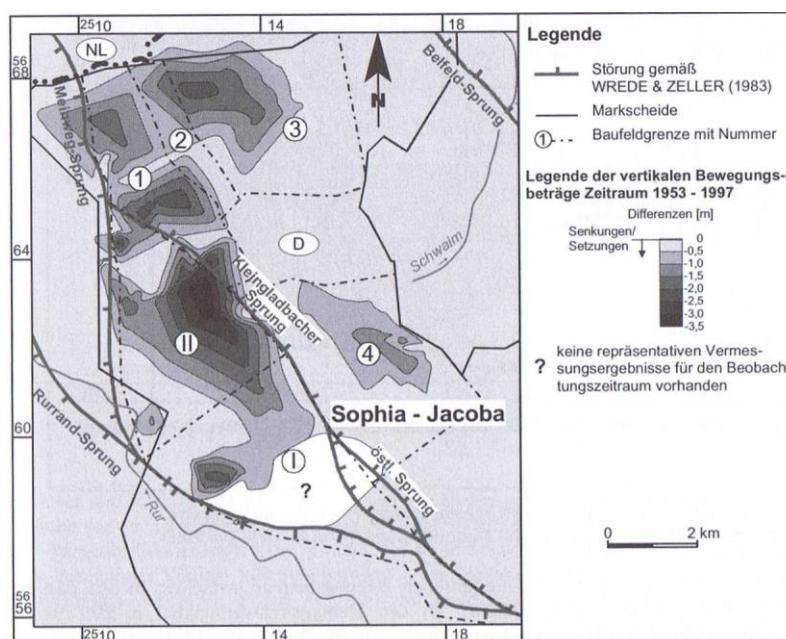 2510
14
18
NL
56
68
Meinweg-Sprung
Belfeld-Sprung
N
2
3
1
64
D
Schwalm
Kleingladbacher
Sprung
II
4
Sophia - Jacoba
Rurrand-Sprung
60
I
?
östl. Sprung
Rur
56
56
2510
14
18
Legende
Störung gemäß
WREDE & ZELLER (1983)
Markscheide
1 Baufeldgrenze mit Nummer
Legende der vertikalen Bewegungs-
beträge Zeitraum 1953 - 1997
Differenzen [m]
Senkungen/
Setzungen
0
-0,5
-1,0
-1,5
-2,0
-2,5
-3,0
-3,5
? keine repräsentativen Vermes-
sungsergebnisse für den Beobach
tungszeitraum vorhanden
0 2 km